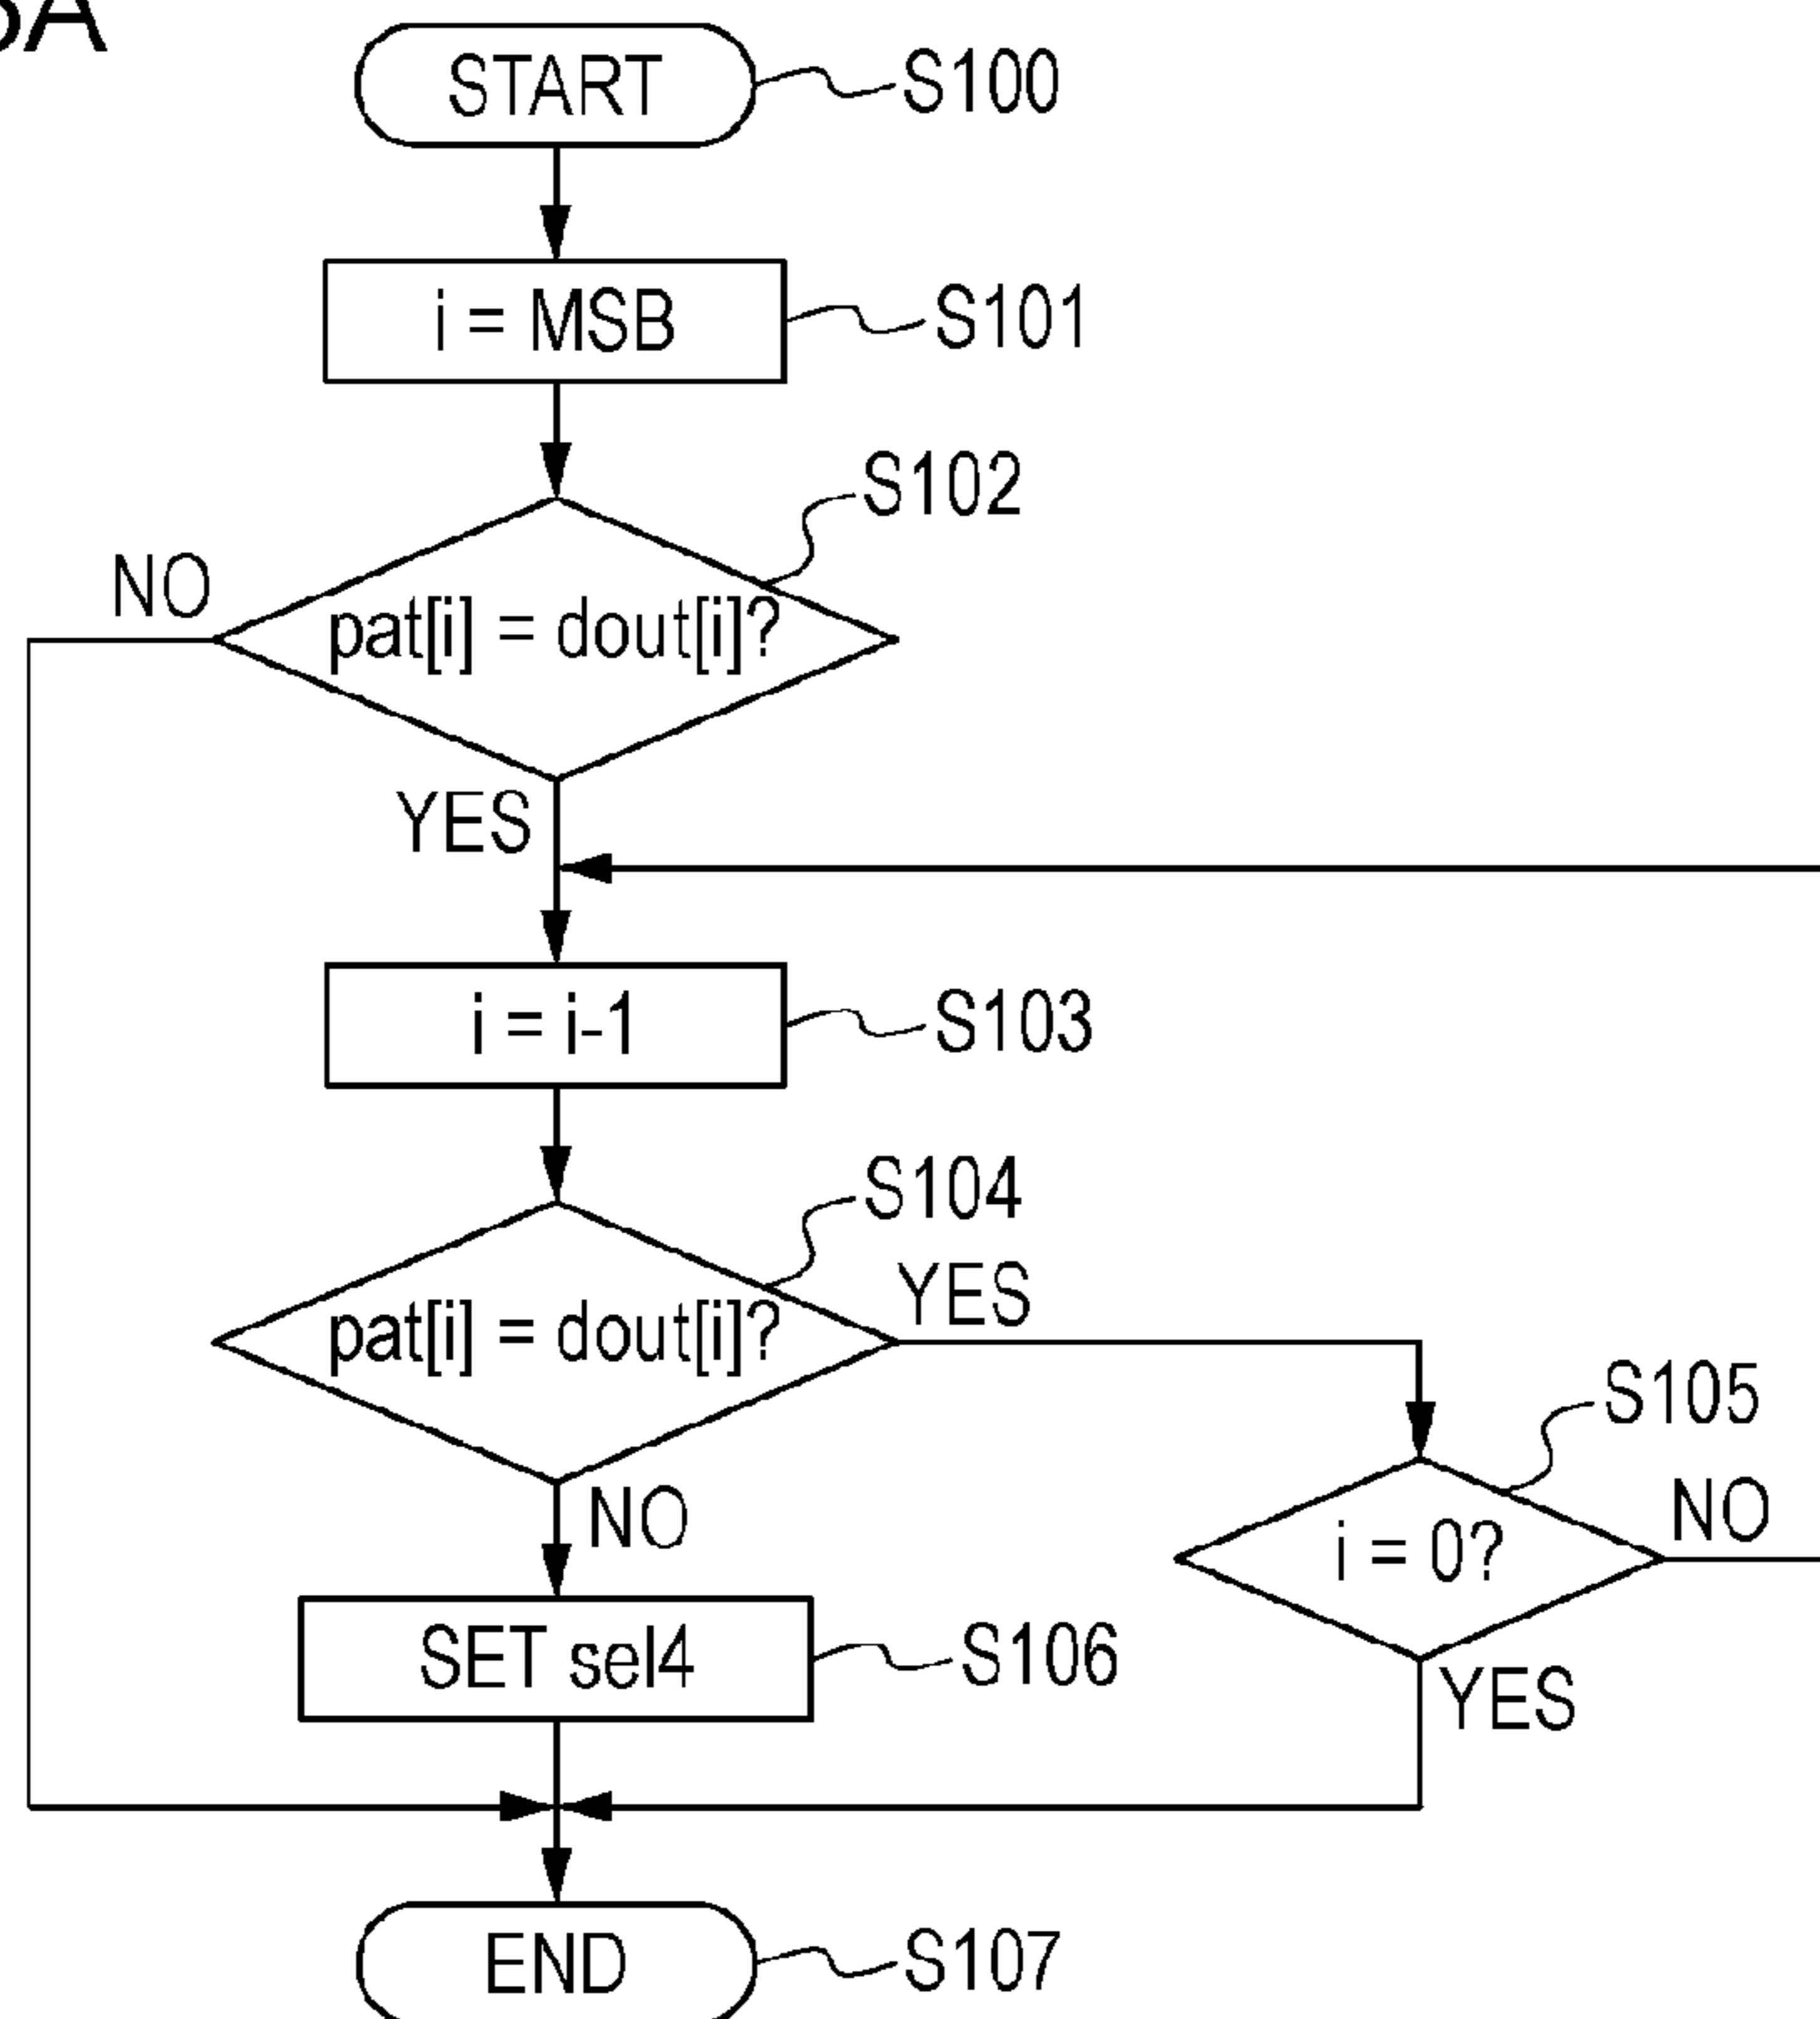 START
S100
i = MSB
S101
S102
NO
pat[i] = dout[i]?
YES
i = i-1
S103
S104
YES
pat[i] = dout[i]?
S105
NO
i = 0?
NO
SET sel4
S106
YES
END
S107